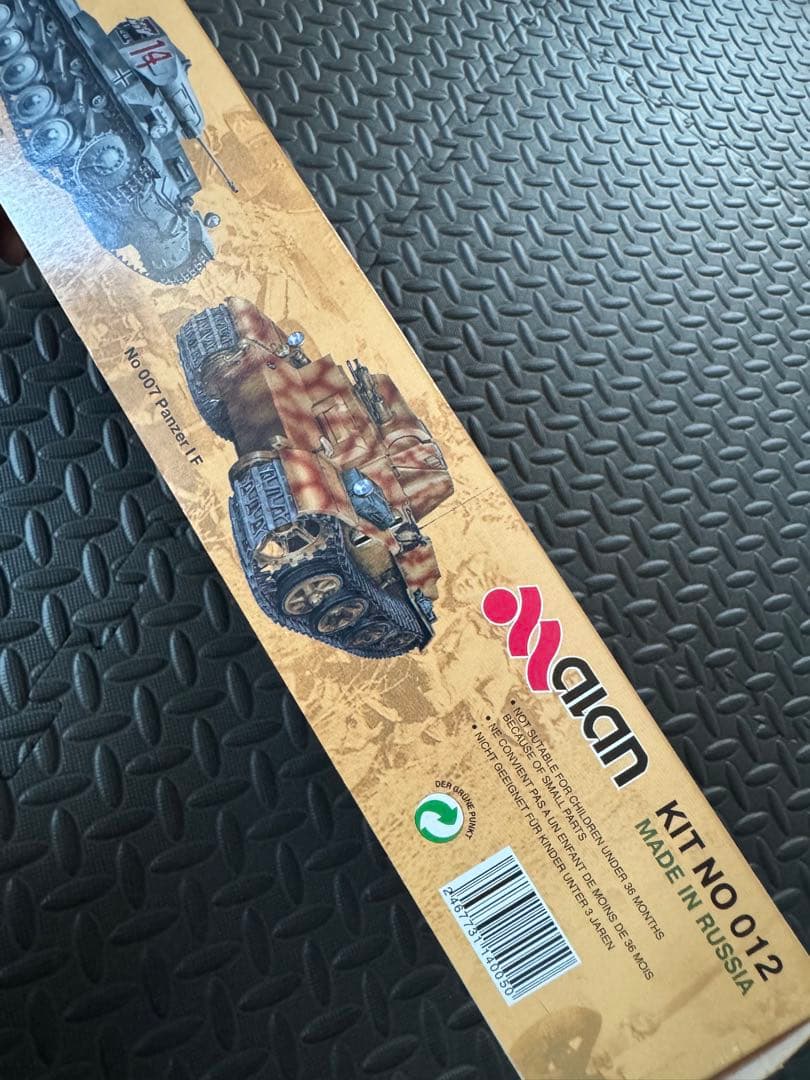 14
No 007 Panzer I F
alan
• NOT SUTABLE FOR CHILDREN UNDER 36 MONTHS
BECAUSE OF SMALL PARTS
• NE CONVIENT PAS A UN ENFANT DE MOINS DE 36 MOIS
• NICHT GEEIGNET FÜR KINDER UNTER 3 JAREN
DER GRÜNE PUNKT
KIT NO 012
MADE IN RUSSIA
2467731140050